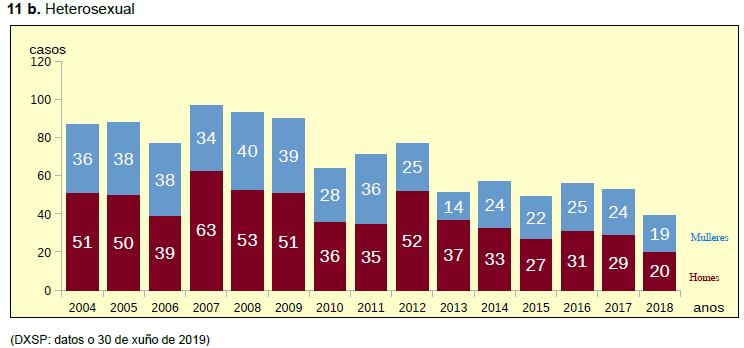 11 b. Heterosexual
casos
120
100
80
60
40
20
0
36 38 38 34 40 39 28 36 25 14 24 22 25 24 19
51 50 39 63 53 51 36 35 52 37 33 27 31 29 20
Mulleres
Homes
2004 2005 2006 2007 2008 2009 2010 2011 2012 2013 2014 2015 2016 2017 2018 anos
(DXSP: datos o 30 de xuño de 2019)